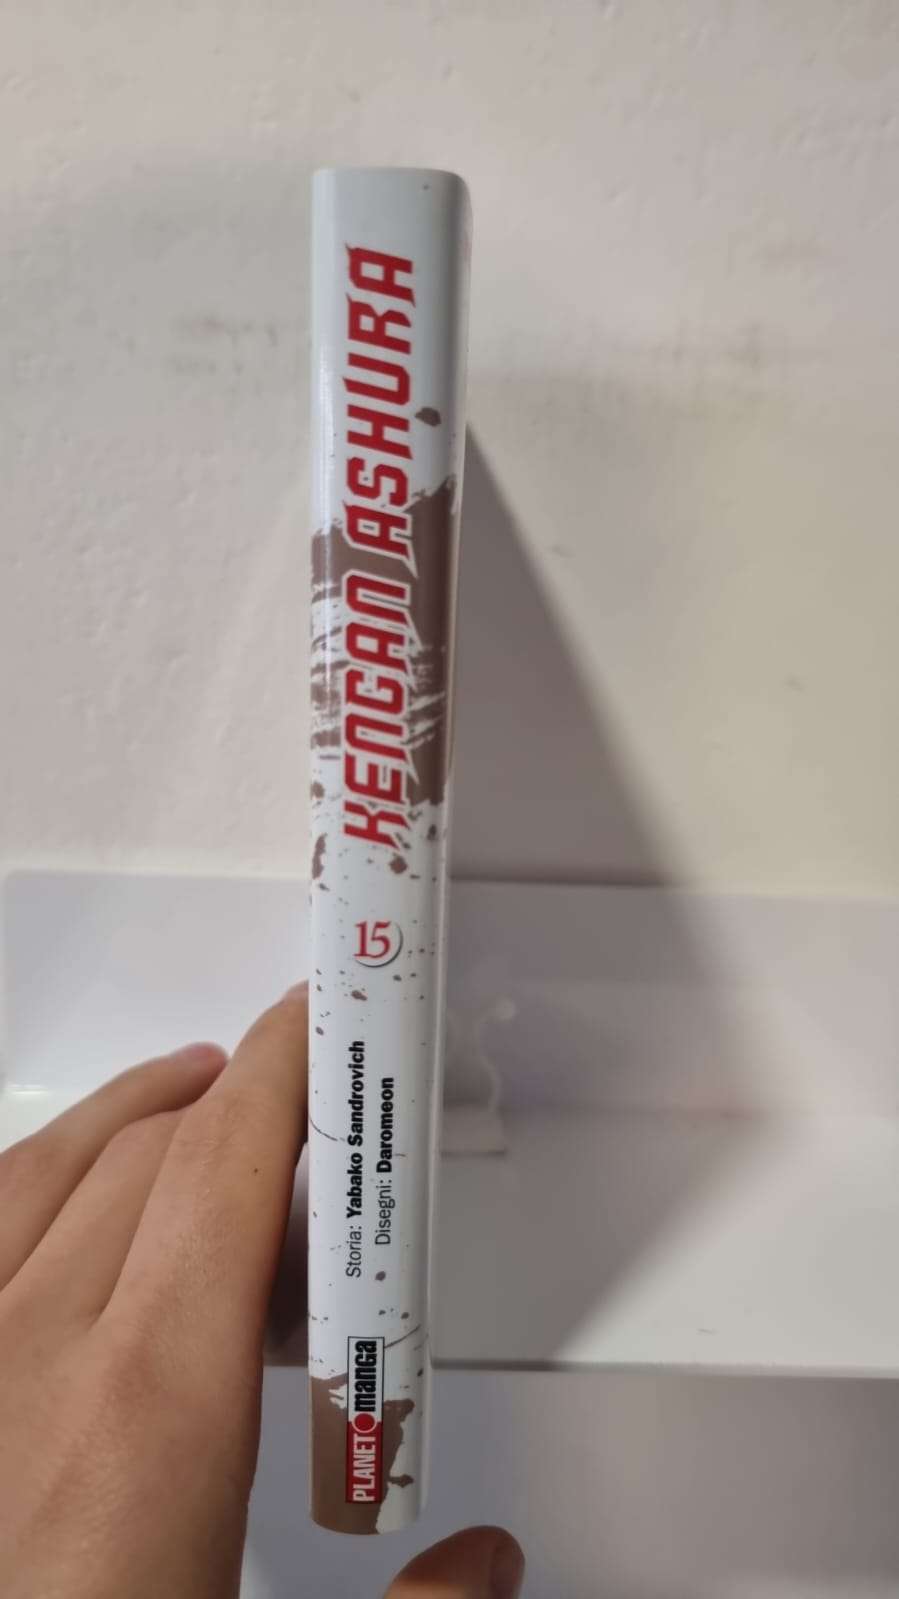 KENGAN ASHURA
15
Storia: Yabako Sandrovich
Disegni: Daromeon
PLANET manga